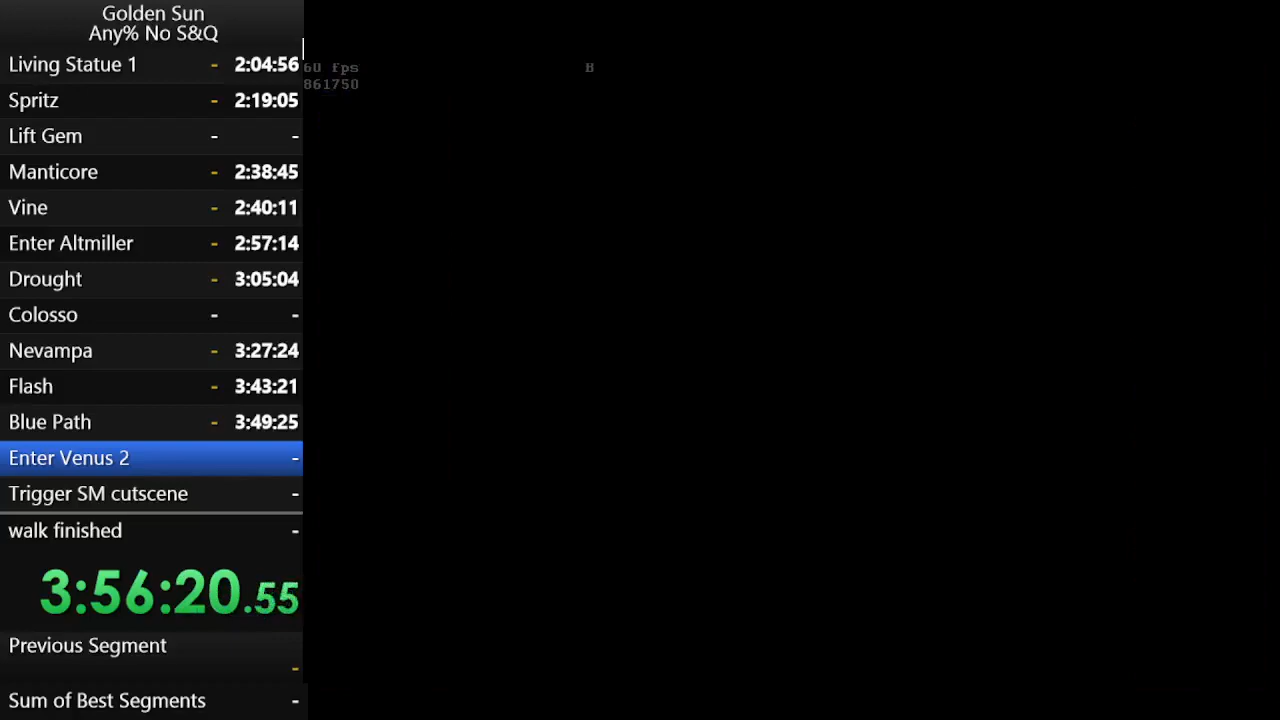 Golden Sun
Any% No S&Q
Living Statue 1 - 2:04:56
Spritz - 2:19:05
Lift Gem - -
Manticore - 2:38:45
Vine - 2:40:11
Enter Altmiller - 2:57:14
Drought - 3:05:04
Colosso - -
Nevampa - 3:27:24
Flash - 3:43:21
Blue Path - 3:49:25
Enter Venus 2 -
Trigger SM cutscene -
walk finished -
3:56:20.55
Previous Segment
-
Sum of Best Segments -
60 fps B
861750